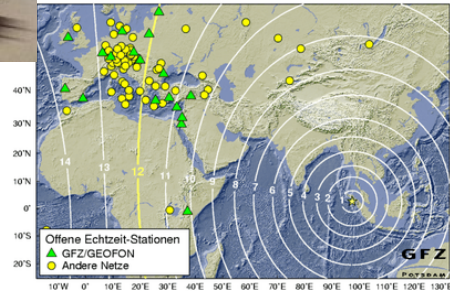 40˚N
30˚N
20˚N
10˚N
0˚
10˚S
20˚S
14 13 12 11 10 9 8 7 6 5 4 3 2
Offene Echtzeit-Stationen
GFZ/GEOFON
Andere Netze
GFZ
POTSDAM
10˚W 0˚ 10˚E 20˚E 30˚E 40˚E 50˚E 60˚E 70˚E 80˚E 90˚E 100˚E 110˚E 120˚E 130˚E